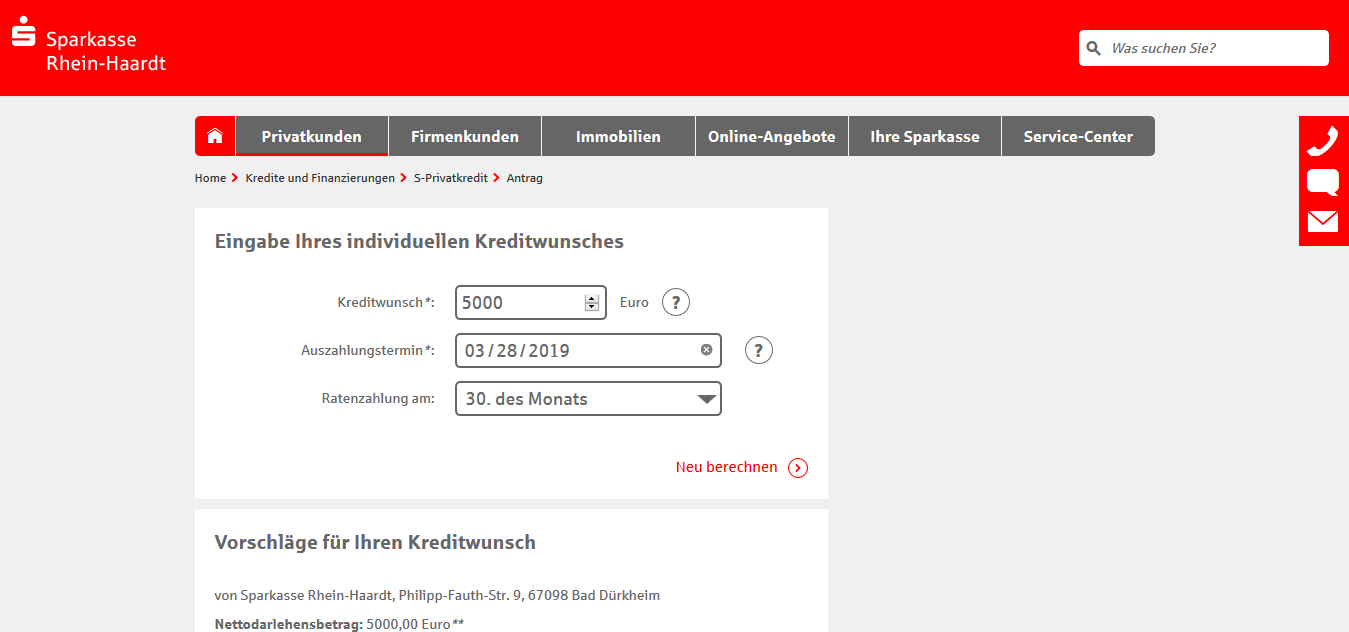 Sparkasse
Rhein-Haardt
Was suchen Sie?
Privatkunden Firmenkunden Immobilien Online-Angebote Ihre Sparkasse Service-Center
Home Kredite und Finanzierungen S-Privatkredit Antrag
Eingabe Ihres individuellen Kreditwunsches
Kreditwunsch*: 5000 Euro ?
Auszahlungstermin*: 03/28/2019 ?
Ratenzahlung am: 30. des Monats
Neu berechnen
Vorschläge für Ihren Kreditwunsch
von Sparkasse Rhein-Haardt, Philipp-Fauth-Str. 9, 67098 Bad Dürkheim
Nettodarlehensbetrag: 5000,00 Euro**